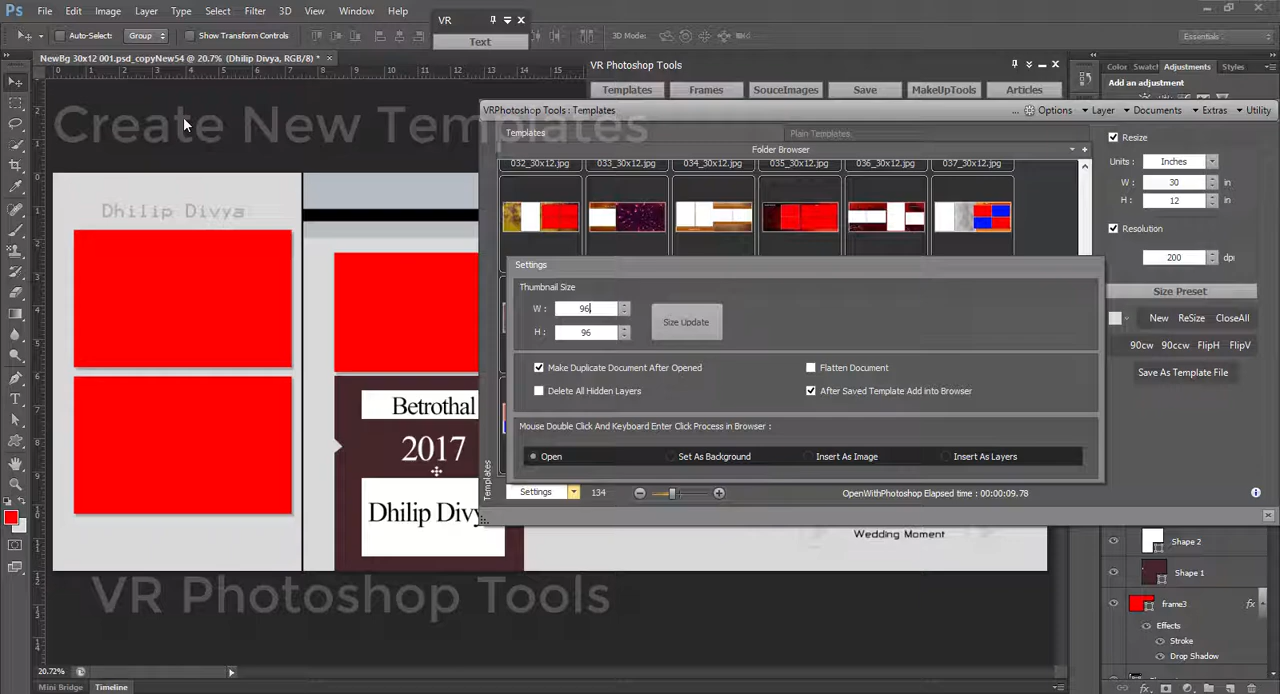 Ps File Edit Image Layer Type Select Filter 3D View Window Help
VR
Text
Auto-Select: Group Show Transform Controls
3D Mode:
Essentials
NewBg 30x12 001.psd_copyNew54 @ 20.7% (Dhilip Divya, RGB/8) *
VR Photoshop Tools
Color Swatch Adjustments Styles
Add an adjustment
Templates Frames SouceImages Save MakeUpTools Articles
Create New Templates
VRPhotoshop Tools : Templates
... Options Layer Documents Extras Utility
Templates
Plain Templates
Folder Browser
032_30x12.jpg 033_30x12.jpg 034_30x12.jpg 035_30x12.jpg 036_30x12.jpg 037_30x12.jpg
Resize
Units : Inches
W : 30 in
H : 12 in
Resolution
200 dpi
Size Preset
New ReSize CloseAll
90cw 90ccw FlipH FlipV
Save As Template File
Dhilip Divya
Settings
Thumbnail Size
W : 96
H : 96
Size Update
Make Duplicate Document After Opened
Flatten Document
Delete All Hidden Layers
After Saved Template Add into Browser
Mouse Double Click And Keyboard Enter Click Process in Browser :
Open Set As Background Insert As Image Insert As Layers
Templates
Settings 134
OpenWithPhotoshop Elapsed time : 00:00:09.78
Betrothal
2017
Dhilip Divy
Wedding Moment
VR Photoshop Tools
Shape 2
Shape 1
frame3 fx
Effects
Stroke
Drop Shadow
20.72%
Mini Bridge Timeline